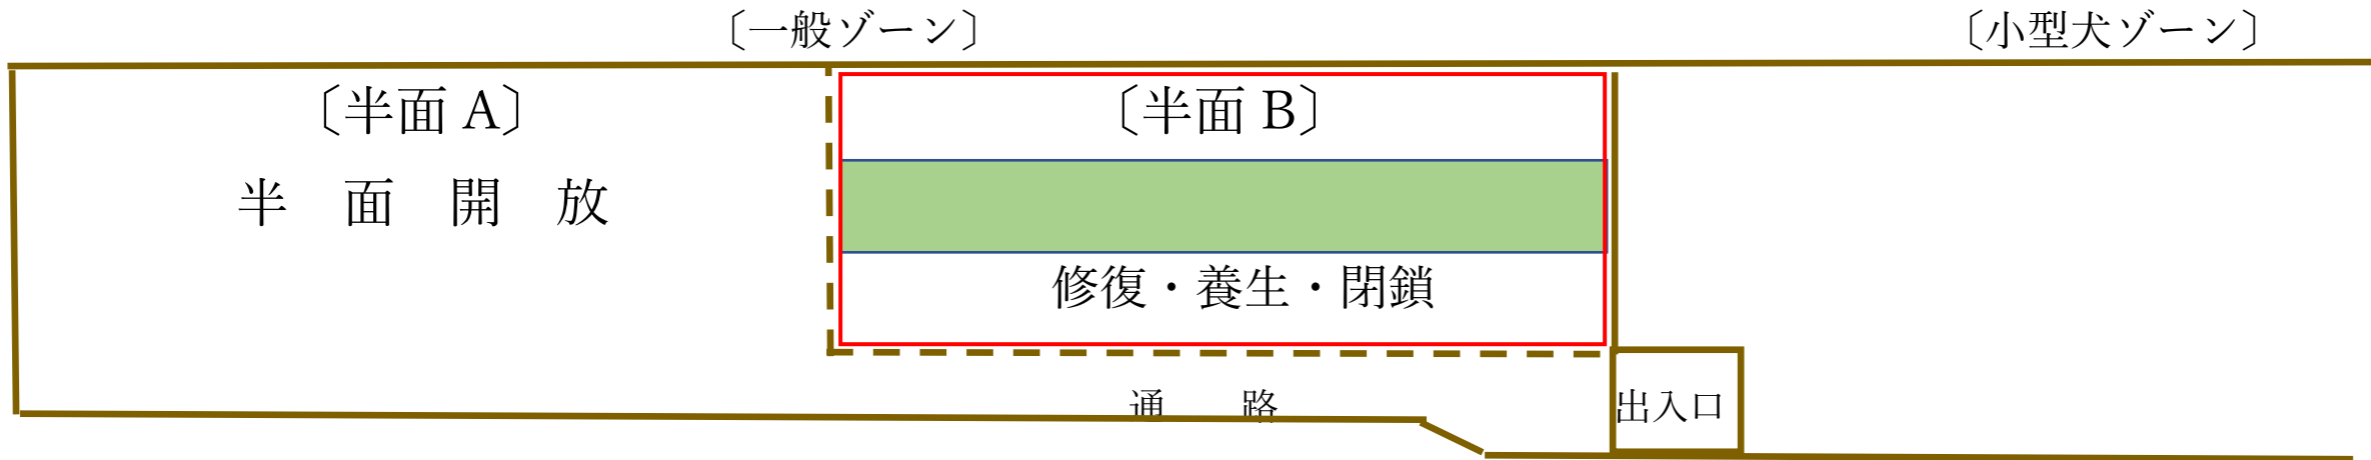 〔一般ゾーン〕
〔小型犬ゾーン〕
〔半面 A〕
〔半面 B〕
半 面 開 放
修復・養生・閉鎖
通 路
出入口